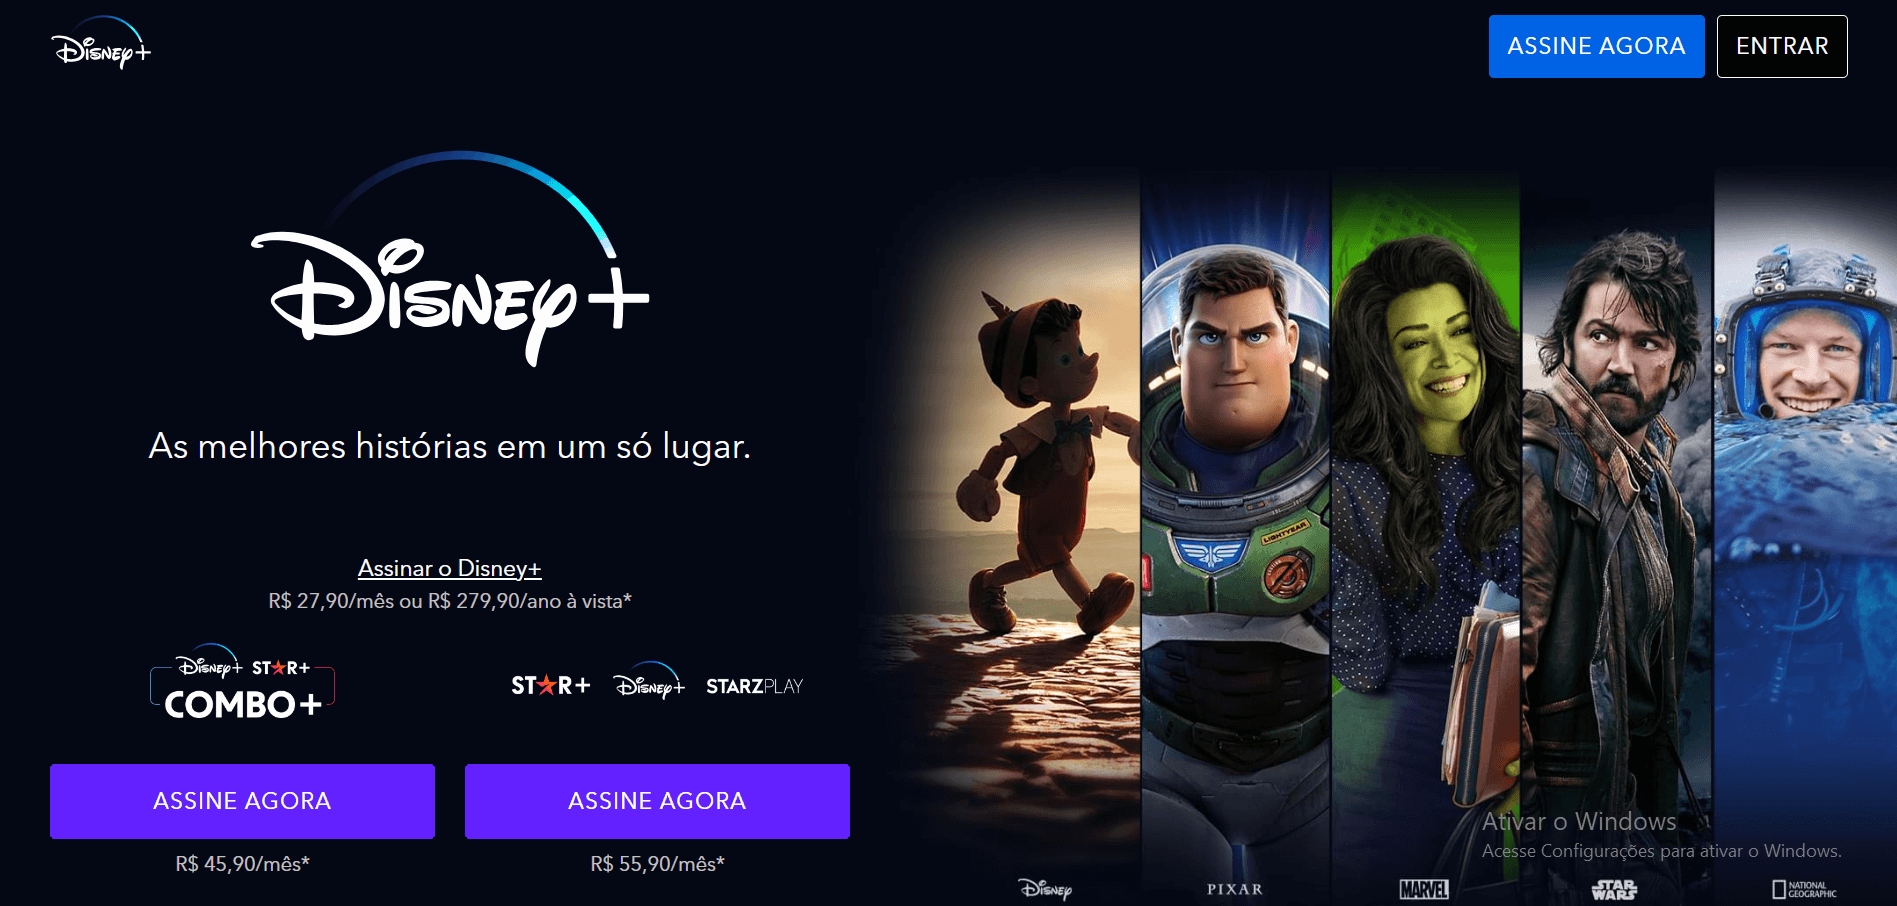 Disney+
ASSINE AGORA
ENTRAR
Disney+
As melhores histórias em um só lugar.
Assinar o Disney+
R$ 27,90/mês ou R$ 279,90/ano à vista*
Disney+ STAR+
COMBO+
STAR+ Disney+ STARZPLAY
ASSINE AGORA
ASSINE AGORA
R$ 45,90/mês*
R$ 55,90/mês*
LIGHTYEAR
Ativar o Windows
Acesse Configurações para ativar o Windows.
Disney
PIXAR
MARVEL
STAR
WARS
NATIONAL
GEOGRAPHIC